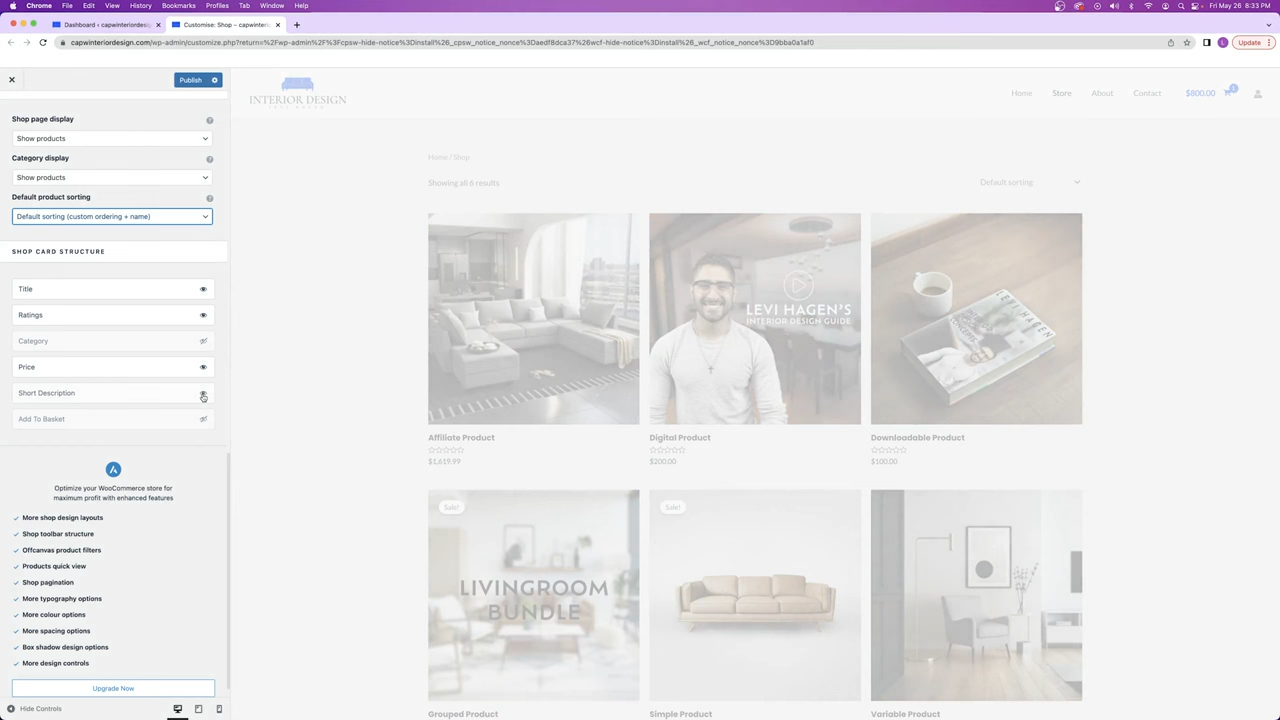 Chrome File Edit View History Bookmarks Profiles Tab Window Help
Fri May 26 8:33 PM
Dashboard ‹ capwinteriordesig
Customise: Shop – capwinterior
capwinteriordesign.com/wp-admin/customize.php?return=%2Fwp-admin%2F%3Fcpsw-hide-notice%3Dinstall%26_cpsw_notice_nonce%3Daedf8dca37%26wcf-hide-notice%3Dinstall%26_wcf_notice_nonce%3D9bba0a1af0
L
Update
Publish
Shop page display
Show products
Category display
Show products
Default product sorting
Default sorting (custom ordering + name)
SHOP CARD STRUCTURE
Title
Ratings
Category
Price
Short Description
Add To Basket
Optimize your WooCommerce store for
maximum profit with enhanced features
More shop design layouts
Shop toolbar structure
Offcanvas product filters
Products quick view
Shop pagination
More typography options
More colour options
More spacing options
Box shadow design options
More design controls
Upgrade Now
Hide Controls
INTERIOR DESIGN
Home Store About Contact $800.00
Home / Shop
Showing all 6 results
Default sorting
LEVI HAGEN'S
INTERIOR DESIGN GUIDE
LEVI HAGEN
Affiliate Product
$1,619.99
Digital Product
$200.00
Downloadable Product
$100.00
Sale!
LIVINGROOM
BUNDLE
Sale!
Grouped Product
Simple Product
Variable Product